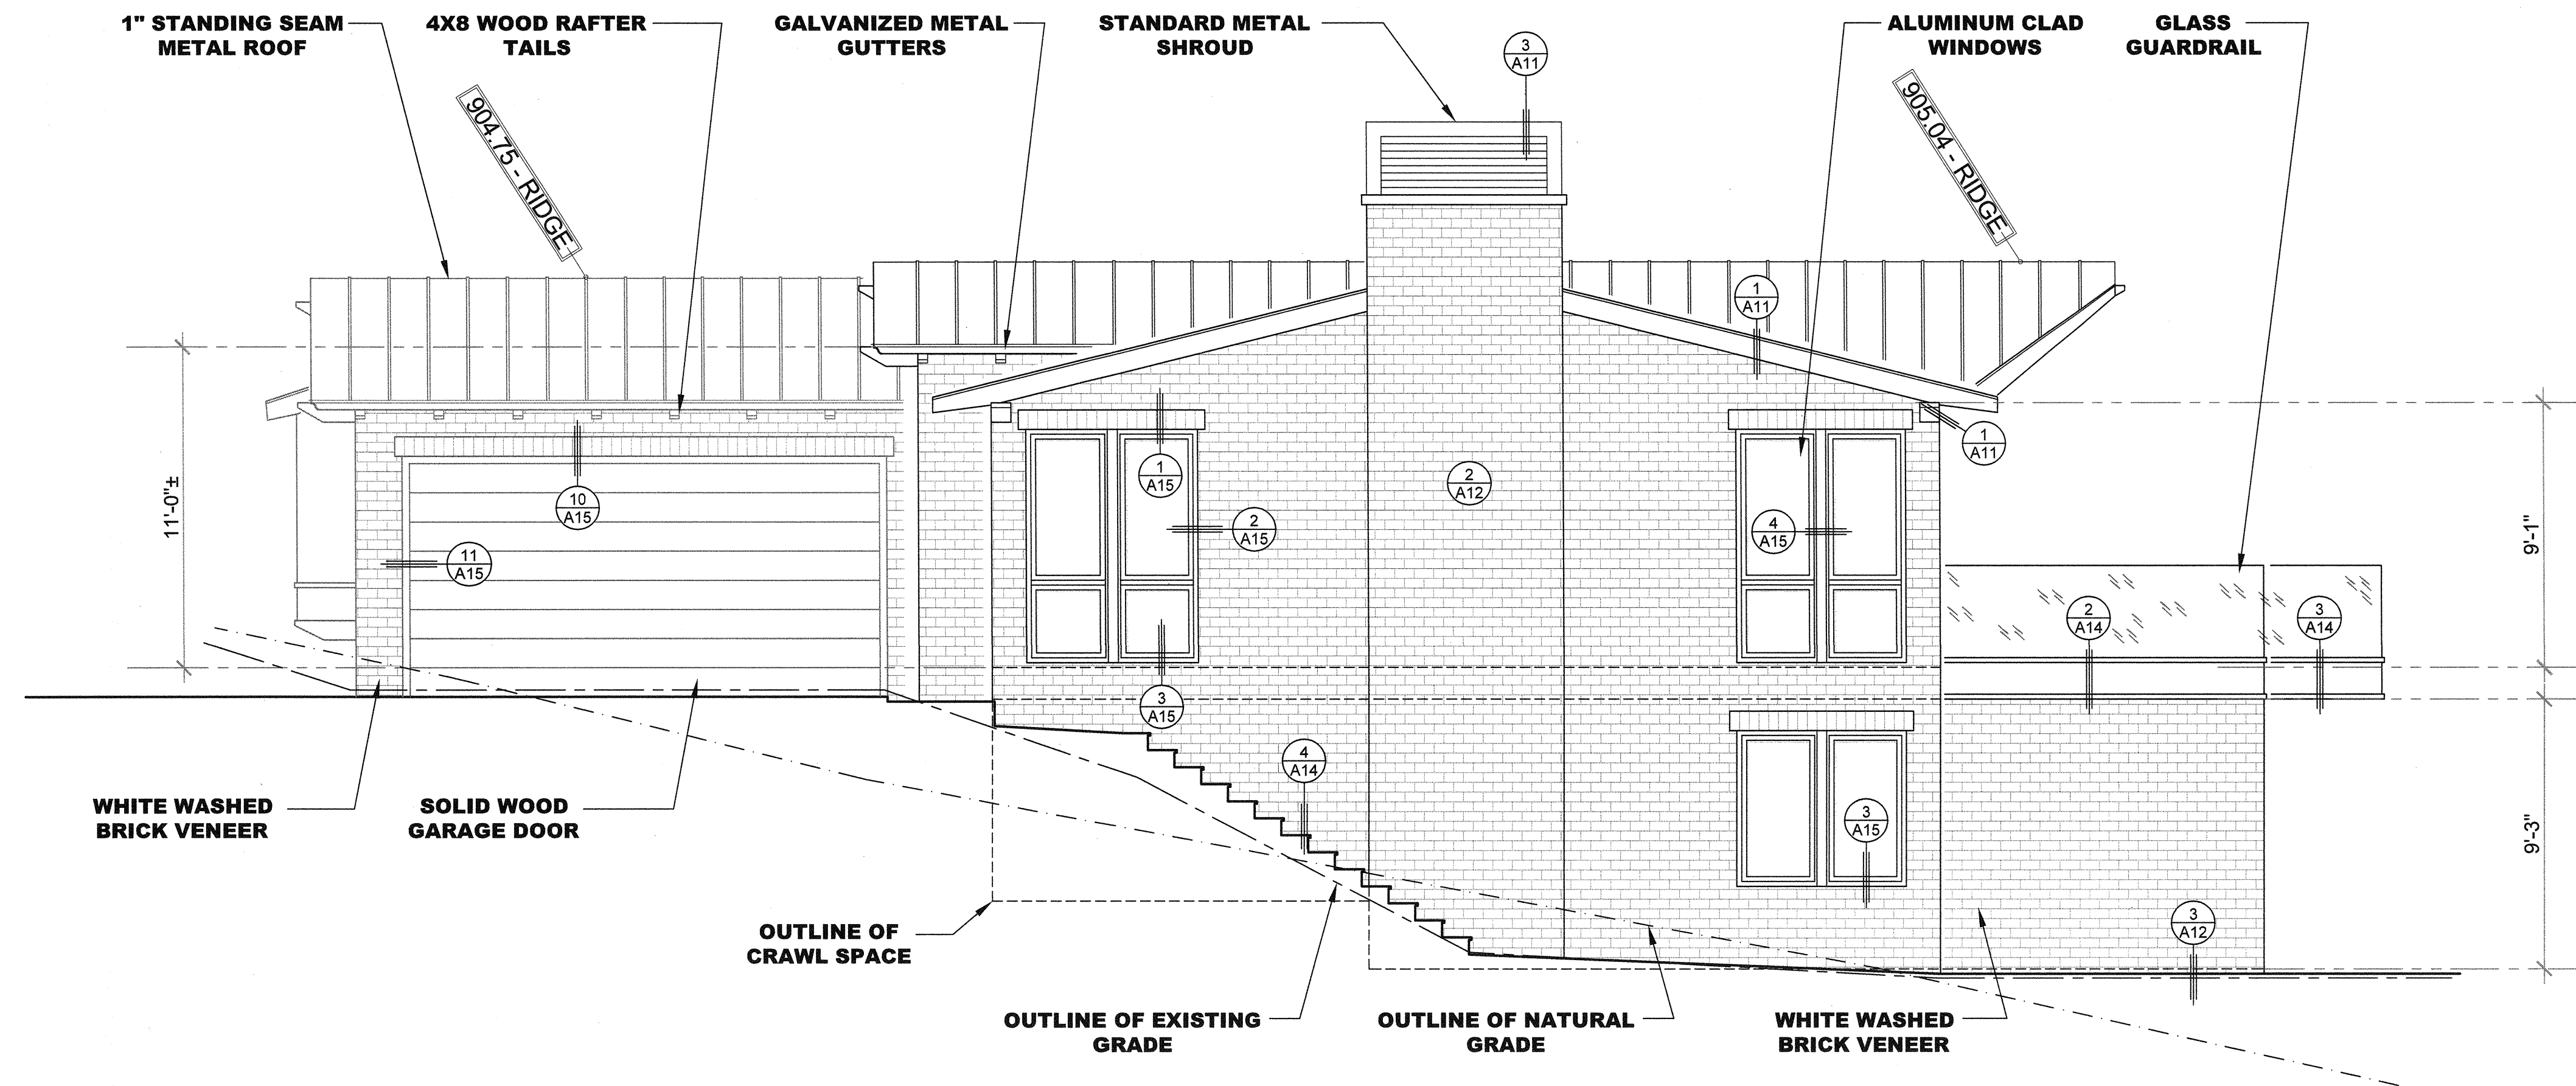 1" STANDING SEAM
METAL ROOF
4X8 WOOD RAFTER
TAILS
GALVANIZED METAL
GUTTERS
STANDARD METAL
SHROUD
3
A11
ALUMINUM CLAD
WINDOWS
GLASS
GUARDRAIL
904.75 - RIDGE
905.04 - RIDGE
1
A11
1
A11
11'-0"±
10
A15
11
A15
1
A15
2
A15
2
A12
4
A15
9'-1"
2
A14
3
A14
3
A15
4
A14
3
A15
9'-3"
WHITE WASHED
BRICK VENEER
SOLID WOOD
GARAGE DOOR
OUTLINE OF
CRAWL SPACE
3
A12
OUTLINE OF EXISTING
GRADE
OUTLINE OF NATURAL
GRADE
WHITE WASHED
BRICK VENEER